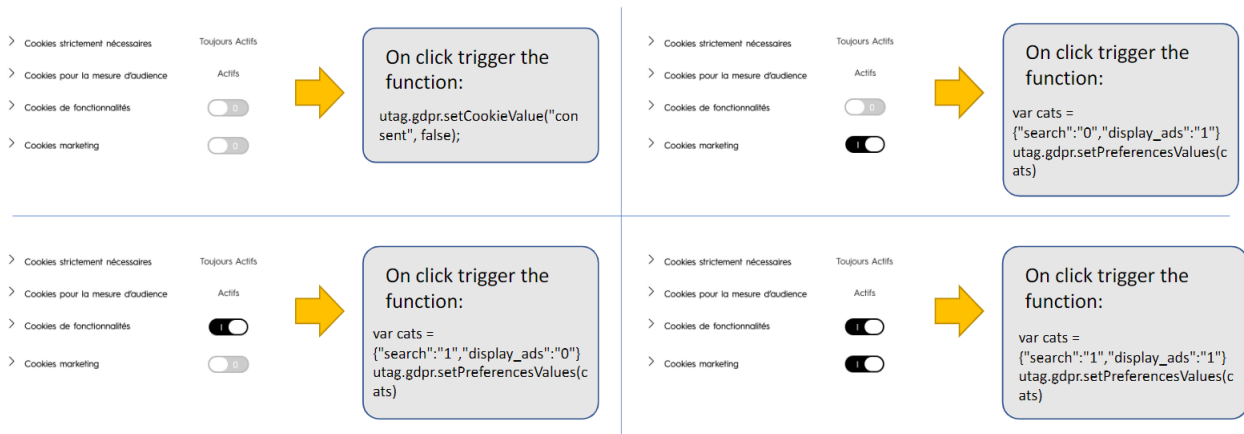 Cookies strictement nécessaires Toujours Actifs
Cookies pour la mesure d'audience Actifs
Cookies de fonctionnalités 0
Cookies marketing 0
On click trigger the
function:
utag.gdpr.setCookieValue("con
sent", false);
Cookies strictement nécessaires Toujours Actifs
Cookies pour la mesure d'audience Actifs
Cookies de fonctionnalités 0
Cookies marketing I
On click trigger the
function:
var cats =
{"search":"0","display_ads":"1"}
utag.gdpr.setPreferencesValues(c
ats)
Cookies strictement nécessaires Toujours Actifs
Cookies pour la mesure d'audience Actifs
Cookies de fonctionnalités I
Cookies marketing 0
On click trigger the
function:
var cats =
{"search":"1","display_ads":"0"}
utag.gdpr.setPreferencesValues(c
ats)
Cookies strictement nécessaires Toujours Actifs
Cookies pour la mesure d'audience Actifs
Cookies de fonctionnalités I
Cookies marketing I
On click trigger the
function:
var cats =
{"search":"1","display_ads":"1"}
utag.gdpr.setPreferencesValues(c
ats)